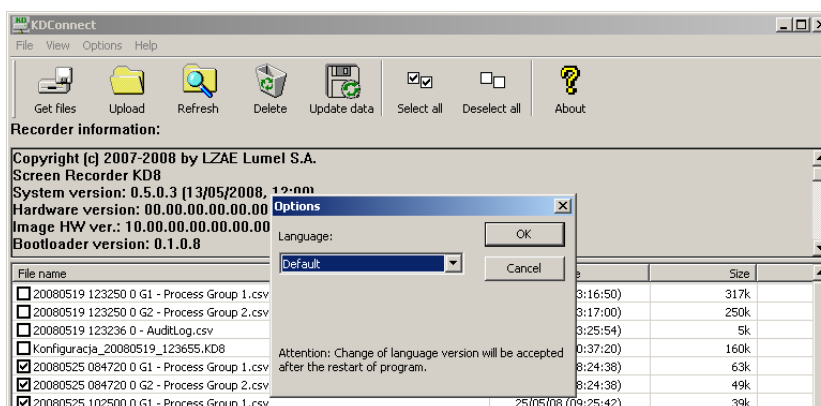 KDConnect
File View Options Help
Get files Upload Refresh Delete Update data Select all Deselect all About
Recorder information:
Copyright (c) 2007-2008 by LZAE Lumel S.A.
Screen Recorder KD8
System version: 0.5.0.3 (13/05/2008, 12:00)
Hardware version: 00.00.00.00.00.00
Image HW ver.: 10.00.00.00.00.00
Bootloader version: 0.1.0.8
Options
Language:
OK
Default
Cancel
Attention: Change of language version will be accepted
after the restart of program.
File name Size
20080519 123250 0 G1 - Process Group 1.csv 3:16:50) 317k
20080519 123250 0 G2 - Process Group 2.csv 3:17:00) 250k
20080519 123236 0 - AuditLog.csv 3:25:54) 5k
Konfiguracja_20080519_123655.KD8 0:37:20) 160k
20080525 084720 0 G1 - Process Group 1.csv 8:24:38) 63k
20080525 084720 0 G2 - Process Group 2.csv 8:24:38) 49k
20080525 102500 0 G1 - Process Group 1.csv 25/05/08 (09:25:42) 39k